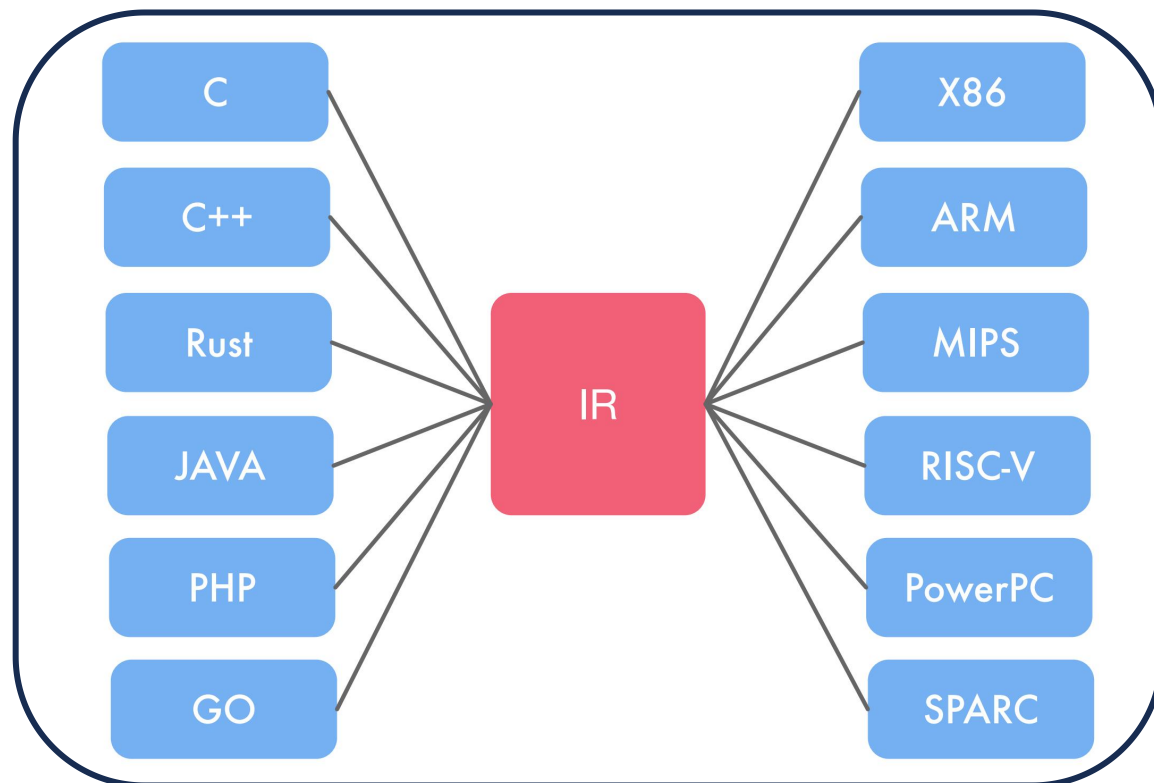 C
C++
Rust
JAVA
PHP
GO
IR
X86
ARM
MIPS
RISC-V
PowerPC
SPARC